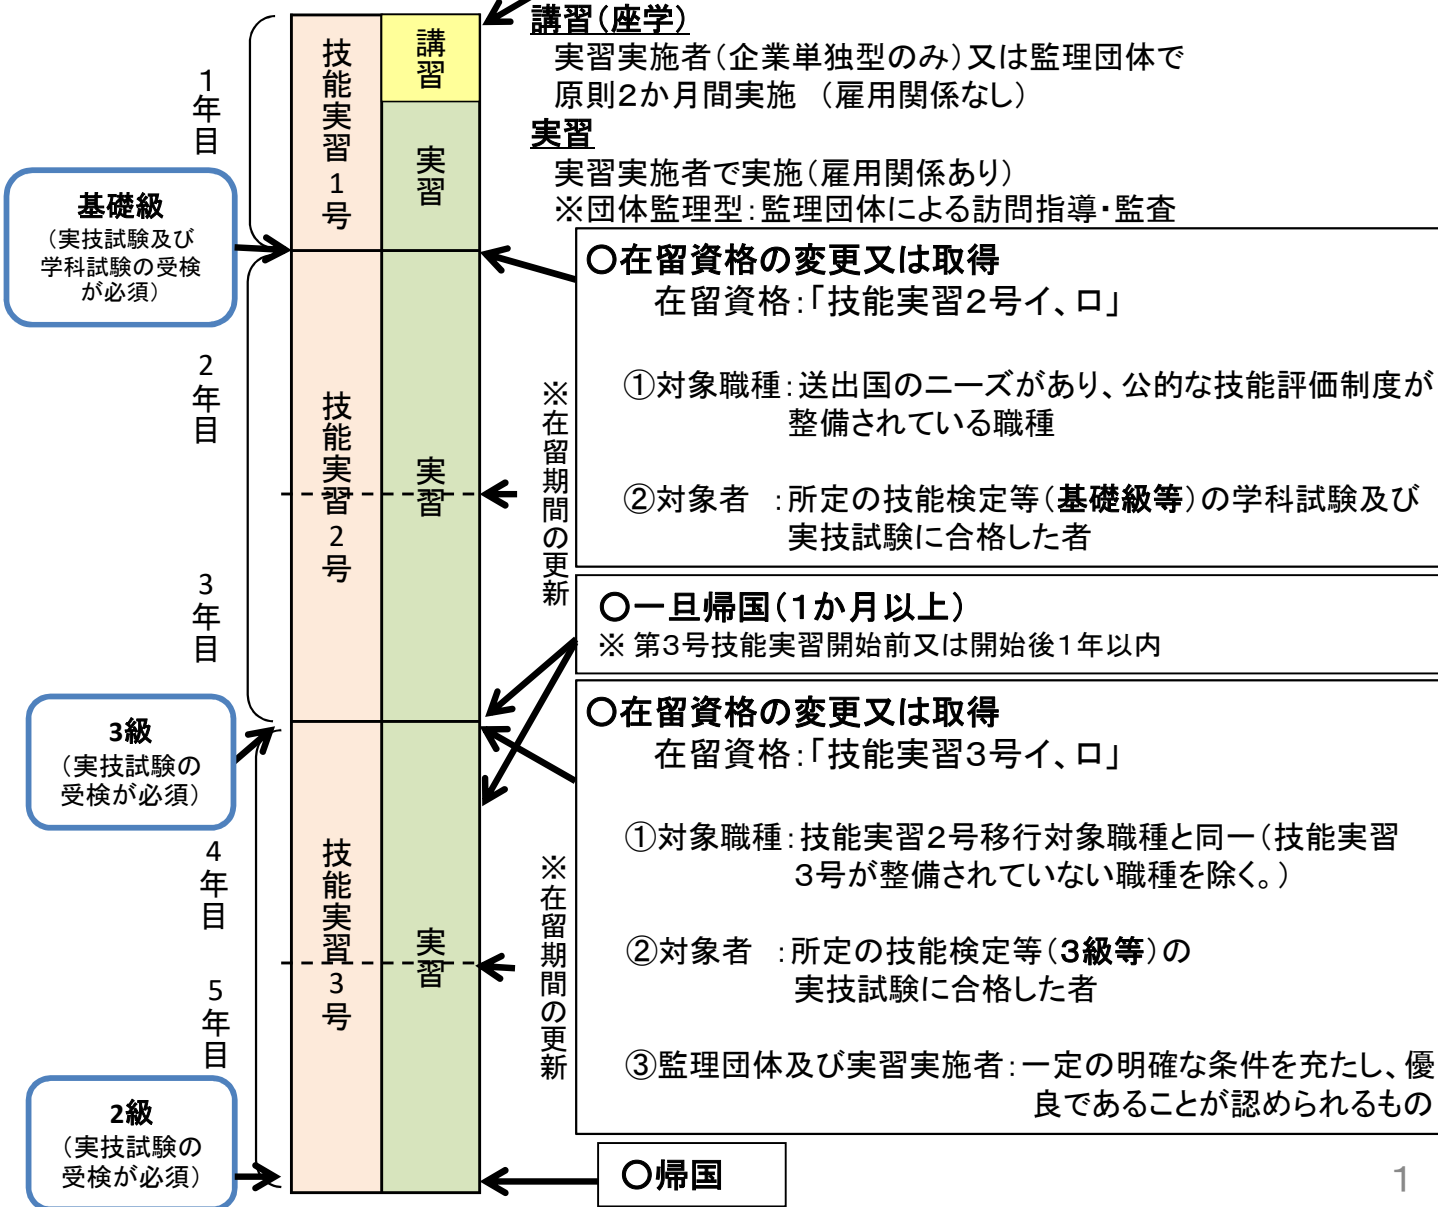 講習(座学)
実習実施者(企業単独型のみ)又は監理団体で
原則２か月間実施　(雇用関係なし)
実習
実習実施者で実施(雇用関係あり)
※団体監理型：監理団体による訪問指導・監査
1年目
2年目
3年目
4年目
5年目
技能実習1号
講習
実習
技能実習2号
実習
技能実習3号
実習
基礎級
(実技試験及び
学科試験の受検
が必須)
3級
(実技試験の
受検が必須)
2級
(実技試験の
受検が必須)
※在留期間の更新
※在留期間の更新
○在留資格の変更又は取得
在留資格：「技能実習２号イ、ロ」
①対象職種：送出国のニーズがあり、公的な技能評価制度が
整備されている職種
②対象者　：所定の技能検定等(基礎級等)の学科試験及び
実技試験に合格した者
○一旦帰国(１か月以上)
※ 第３号技能実習開始前又は開始後１年以内
○在留資格の変更又は取得
在留資格：「技能実習３号イ、ロ」
①対象職種：技能実習２号移行対象職種と同一(技能実習
３号が整備されていない職種を除く。)
②対象者　：所定の技能検定等(３級等)の
実技試験に合格した者
③監理団体及び実習実施者：一定の明確な条件を充たし、優
良であることが認められるもの
○帰国
1